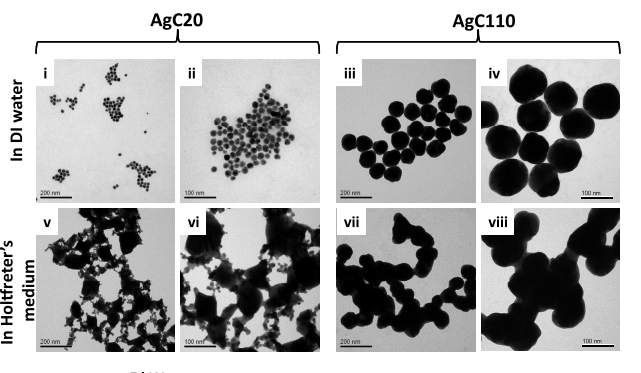 AgC20
AgC110
In DI water
i
ii
iii
iv
200 nm
100 nm
200 nm
100 nm
In Holtfreter's
medium
v
vi
vii
viii
200 nm
100 nm
200 nm
100 nm